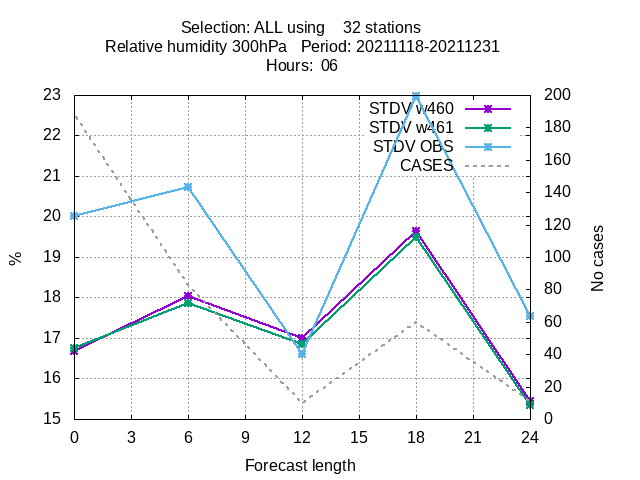 Selection: ALL using    32 stations
Relative humidity 300hPa   Period: 20211118-20211231
Hours:  06
23
22
21
20
19
18
17
16
15
%
STDV w460
STDV w461
STDV OBS
CASES
200
180
160
140
120
100
80
60
40
20
0
No cases
0 3 6 9 12 15 18 21 24
Forecast length